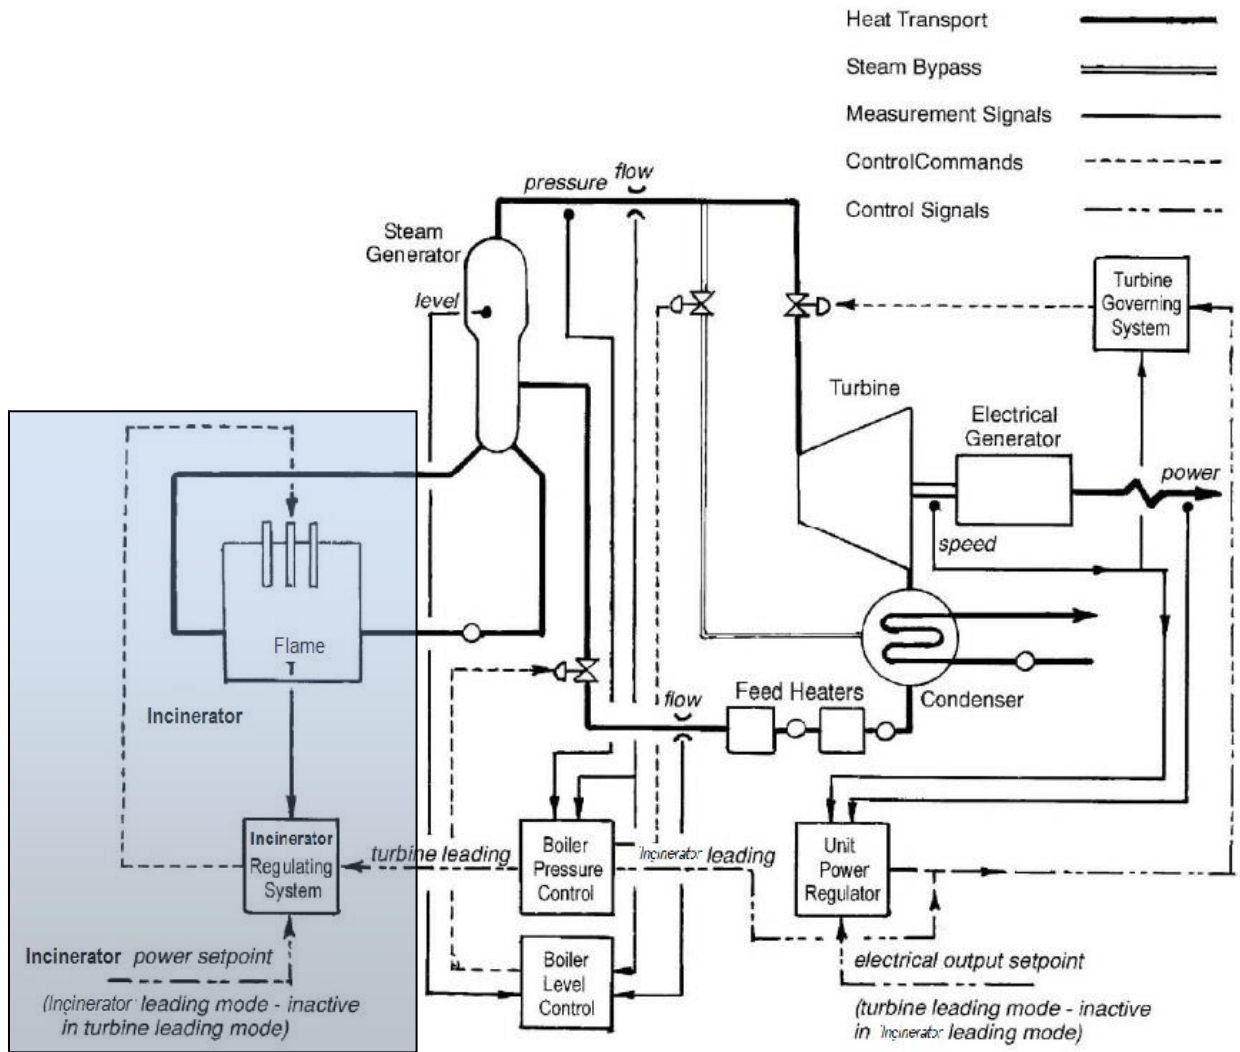 Heat Transport
Steam Bypass
Measurement Signals
ControlCommands
Control Signals
flow
pressure
Steam
Generator
level
Turbine
Governing
System
Turbine
Electrical
Generator
power
speed
Flame
Incinerator
flow
Feed Heaters
Condenser
Incinerator
Regulating
System
turbine leading
Boiler
Pressure
Control
Incinerator leading
Unit
Power
Regulator
Incinerator power setpoint
(Incinerator leading mode - inactive
in turbine leading mode)
Boiler
Level
Control
electrical output setpoint
(turbine leading mode - inactive
in Incinerator leading mode)